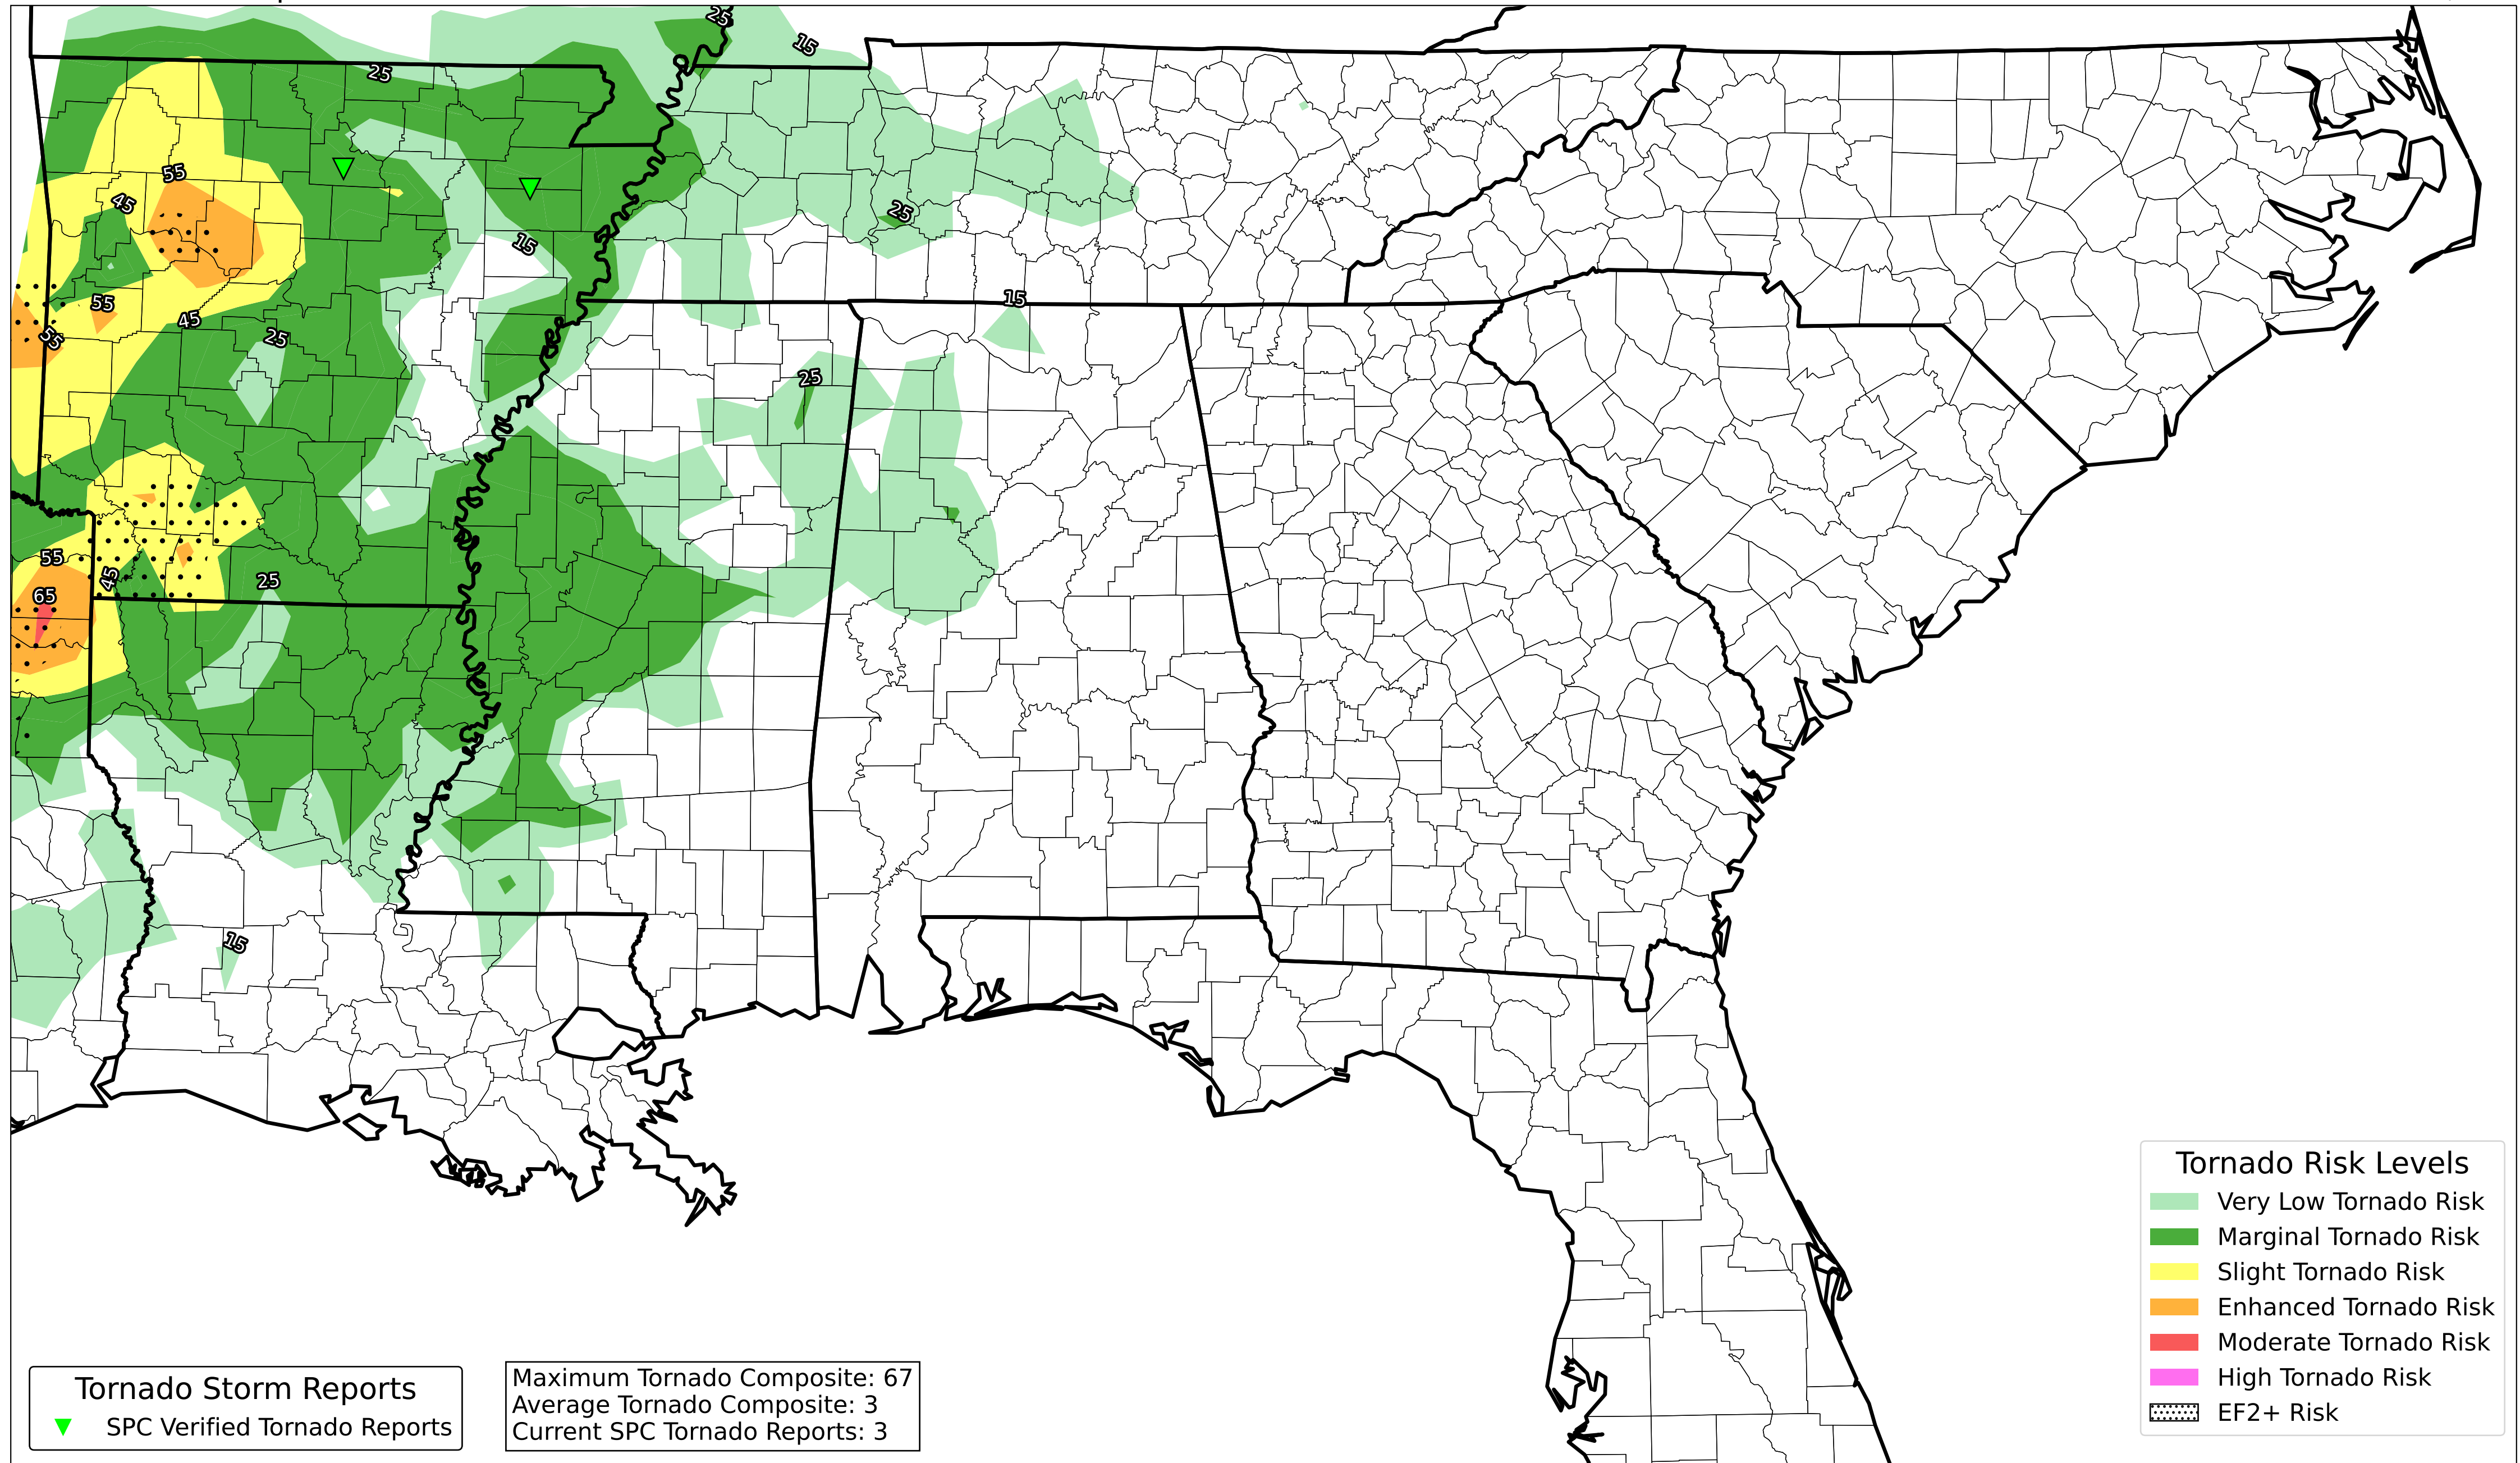 25
15
25
55
45
25
15
55
15
45
25
55
25
55
45
25
65
15
Tornado Risk Levels
Very Low Tornado Risk
Marginal Tornado Risk
Slight Tornado Risk
Enhanced Tornado Risk
Moderate Tornado Risk
High Tornado Risk
EF2+ Risk
Tornado Storm Reports
SPC Verified Tornado Reports
Maximum Tornado Composite: 67
Average Tornado Composite: 3
Current SPC Tornado Reports: 3